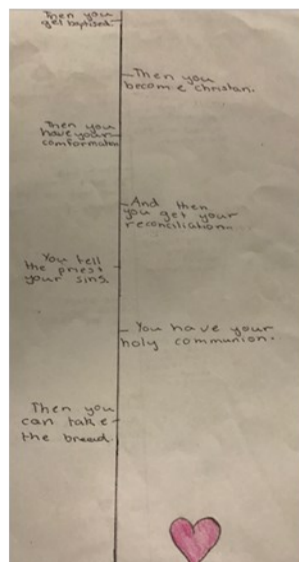 Then you
get baptised.
Then you
become christan.
Then you
have your
comformation
And then
you get your
reconciliation.
You tell
the priest
your sins.
You have your
holy communion.
Then you
can take
the bread.